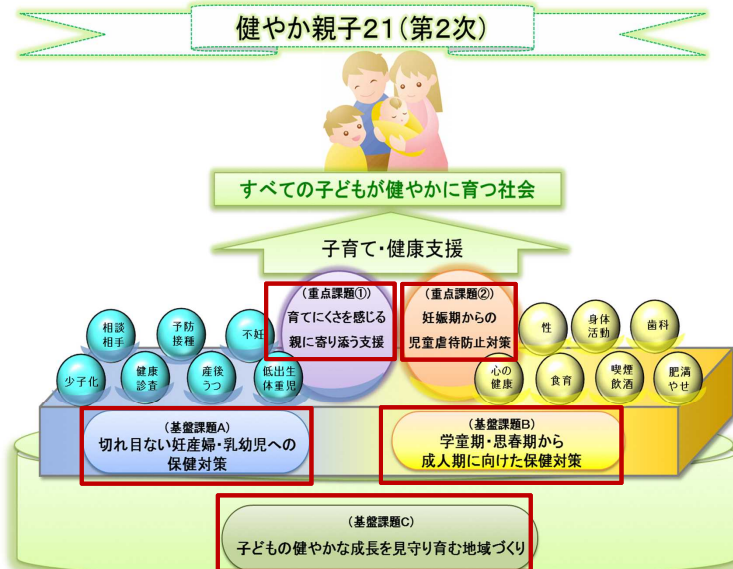 健やか親子21(第2次)
すべての子どもが健やかに育つ社会
子育て・健康支援
(重点課題①)
育てにくさを感じる
親に寄り添う支援
(重点課題②)
妊娠期からの
児童虐待防止対策
相談
相手
予防
接種
不妊
少子化
健康
診査
産後
うつ
低出生
体重児
性
身体
活動
歯科
心の
健康
食育
喫煙
飲酒
肥満
やせ
(基盤課題A)
切れ目ない妊産婦・乳幼児への
保健対策
(基盤課題B)
学童期・思春期から
成人期に向けた保健対策
(基盤課題C)
子どもの健やかな成長を見守り育む地域づくり